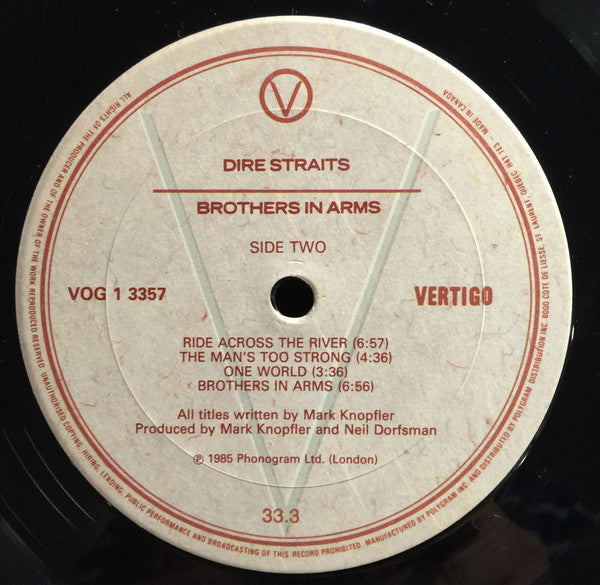 V
DIRE STRAITS
BROTHERS IN ARMS
SIDE TWO
VOG 1 3357
VERTIGO
RIDE ACROSS THE RIVER (6:57)
THE MAN'S TOO STRONG (4:36)
ONE WORLD (3:36)
BROTHERS IN ARMS (6:56)
All titles written by Mark Knopfler
Produced by Mark Knopfler and Neil Dorfsman
℗ 1985 Phonogram Ltd. (London)
33.3
ALL RIGHTS OF THE PRODUCER AND OF THE OWNER OF THE WORK REPRODUCED RESERVED. UNAUTHORISED COPYING, HIRING, LENDING, PUBLIC PERFORMANCE AND BROADCASTING OF THIS RECORD PROHIBITED. MANUFACTURED BY POLYGRAM INC. AND DISTRIBUTED BY POLYGRAM DISTRIBUTION INC. 6000 COTE DE LIESSE, ST. LAURENT, QUEBEC H4T 1E3 - MADE IN CANADA